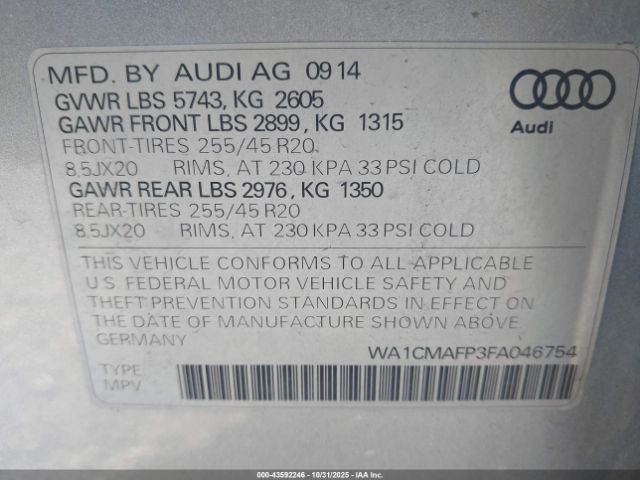 MFD. BY AUDI AG 09 14
GVWR LBS 5743, KG 2605
GAWR FRONT LBS 2899, KG 1315
FRONT-TIRES 255/45 R20
8,5JX20 RIMS, AT 230 KPA 33 PSI COLD
GAWR REAR LBS 2976, KG 1350
REAR-TIRES 255/45 R20
8,5JX20 RIMS, AT 230 KPA 33 PSI COLD
Audi
THIS VEHICLE CONFORMS TO ALL APPLICABLE
U.S. FEDERAL MOTOR VEHICLE SAFETY AND
THEFT PREVENTION STANDARDS IN EFFECT ON
THE DATE OF MANUFACTURE SHOWN ABOVE.
GERMANY
WA1CMAFP3FA046754
TYPE
MPV
000-43592246 - 10/31/2025 - IAA